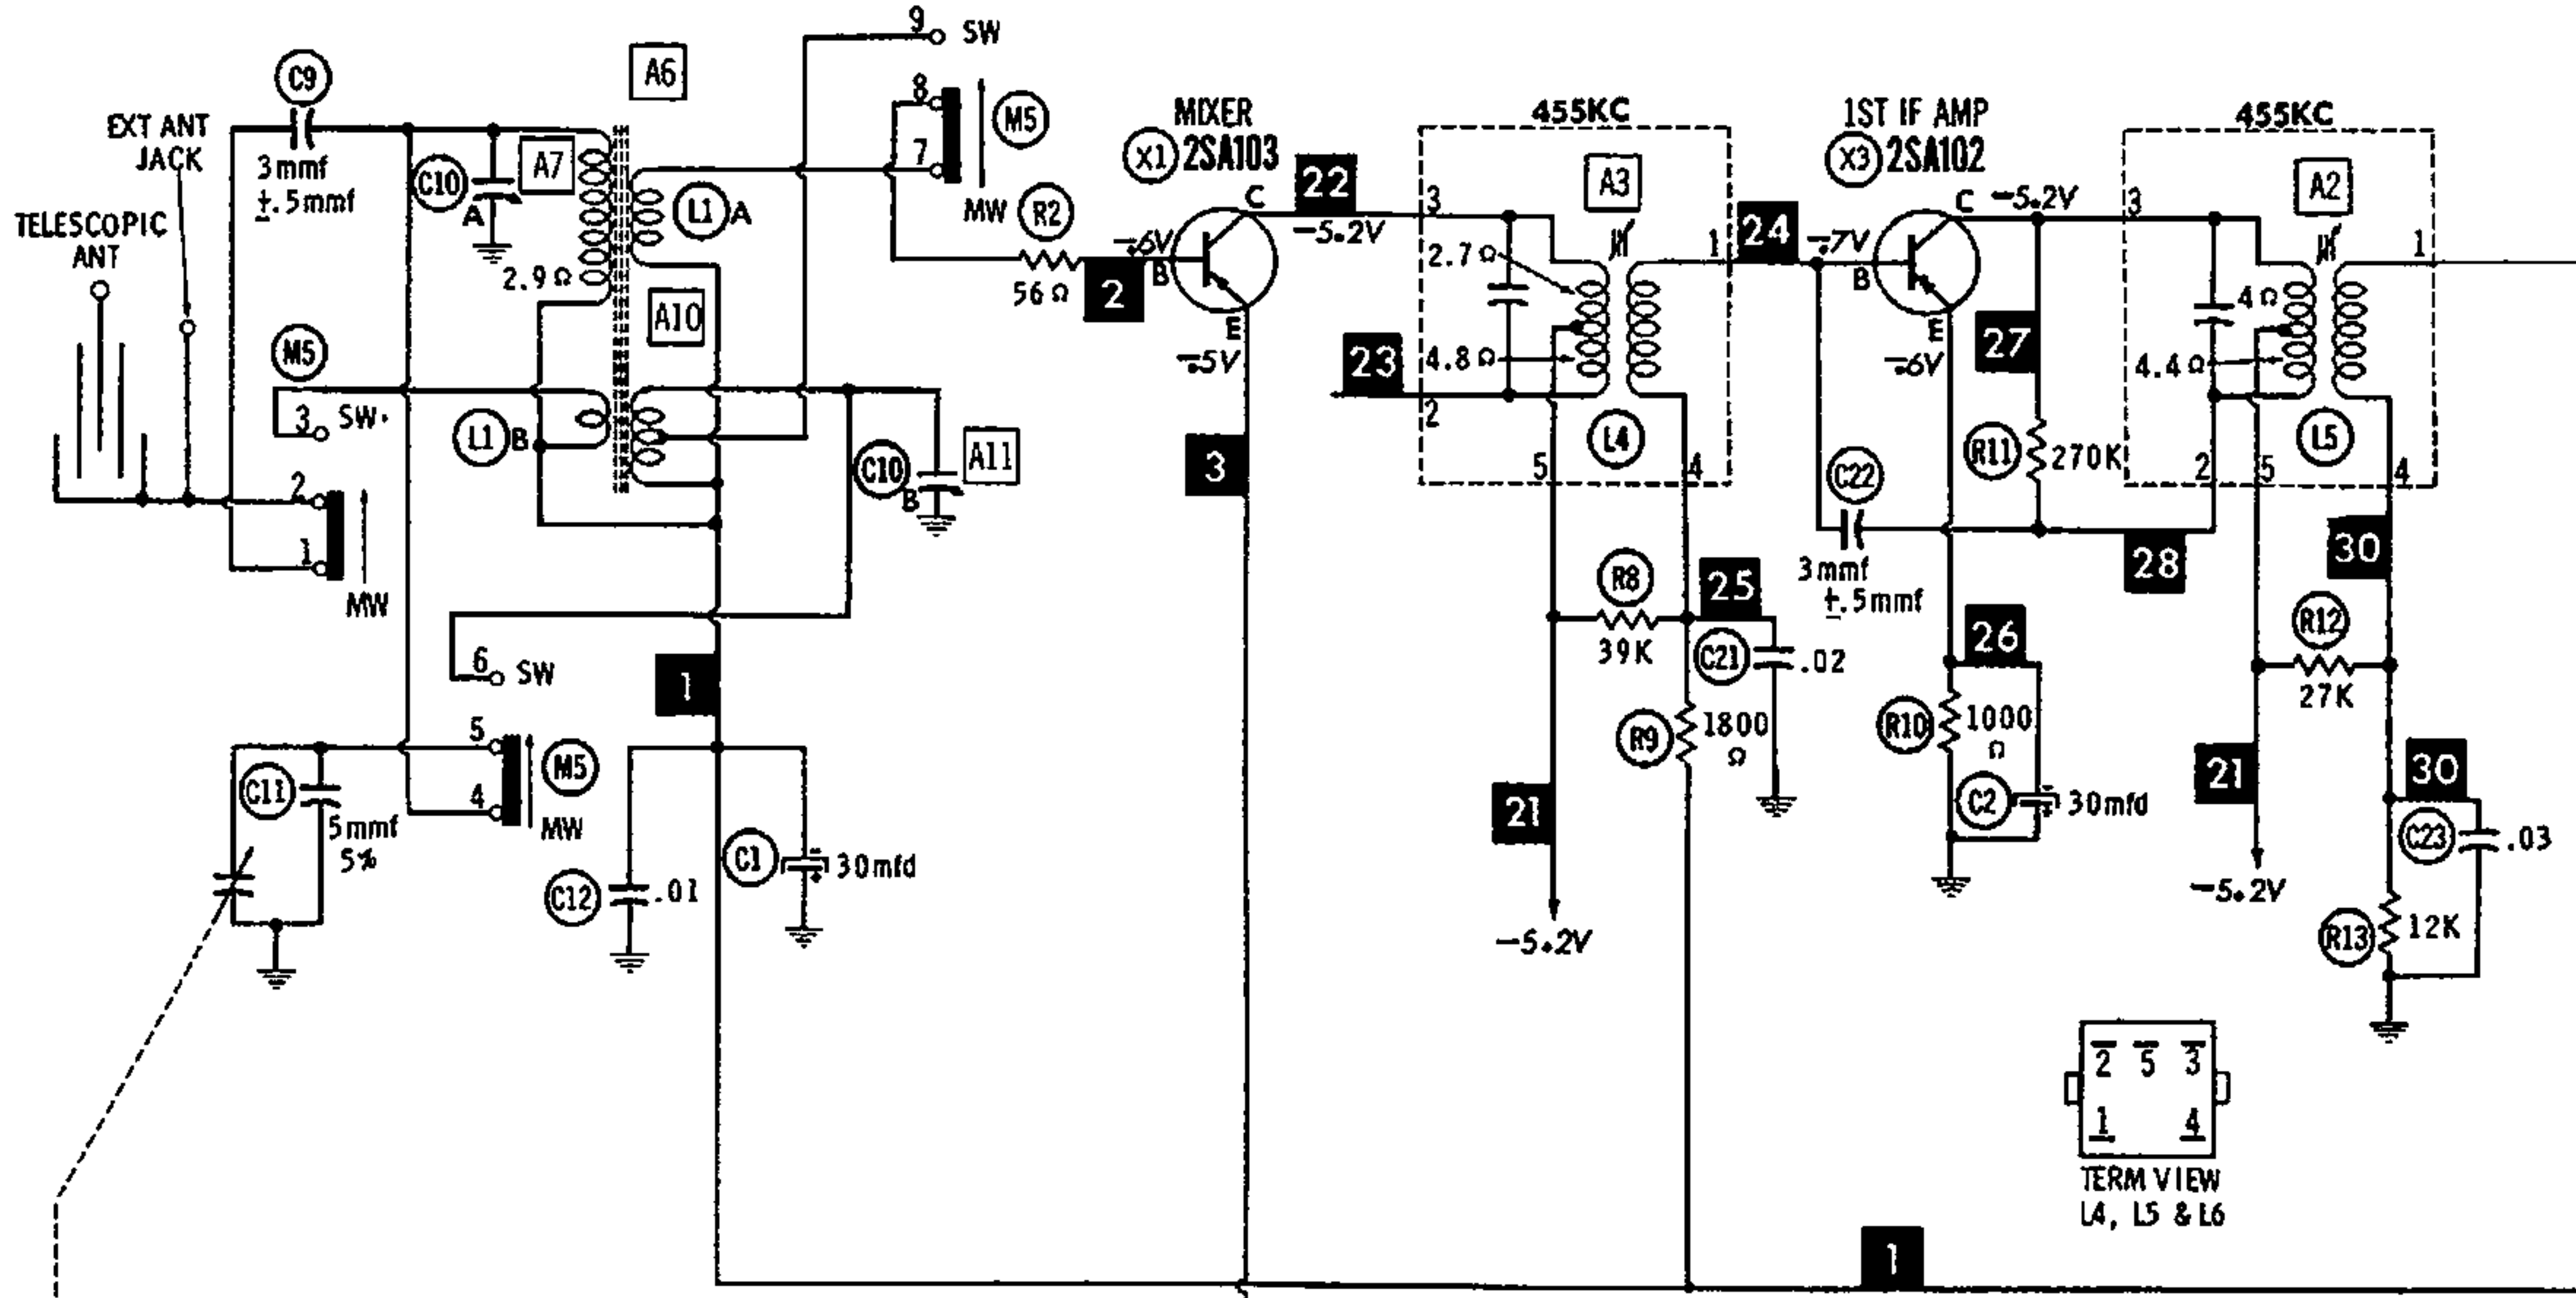 9 SW
C9
A6
8
M5
7
MW
EXT ANT
JACK
3mmf
±.5mmf
C10
A
A7
L1 A
2.9Ω
A10
TELESCOPIC
ANT
R2
56Ω
2
MIXER
X1 2SA103
-.6V
B
C
E
-.5V
22
-5.2V
455KC
3
A3
2.7Ω
4.8Ω
1
23
2
5
4
L4
24
1ST IF AMP
X3 2SA102
-.7V
B
C
-5.2V
E
-.6V
27
R11
270K
455KC
3
A2
4Ω
4.4Ω
1
2
5
4
L5
M5
3 SW.
L1 B
C10
B
A11
2
1
MW
6 SW
1
5
4
M5
MW
C11
5mmf
5%
C12
.01
C1
30mfd
3
R8
39K
25
C21
.02
R9
1800
Ω
21
-5.2V
C22
3mmf
±.5mmf
28
26
R10
1000
Ω
C2
30mfd
30
R12
27K
21
-5.2V
30
C23
.03
R13
12K
2 5 3
1 4
TERM VIEW
L4, L5 & L6
1